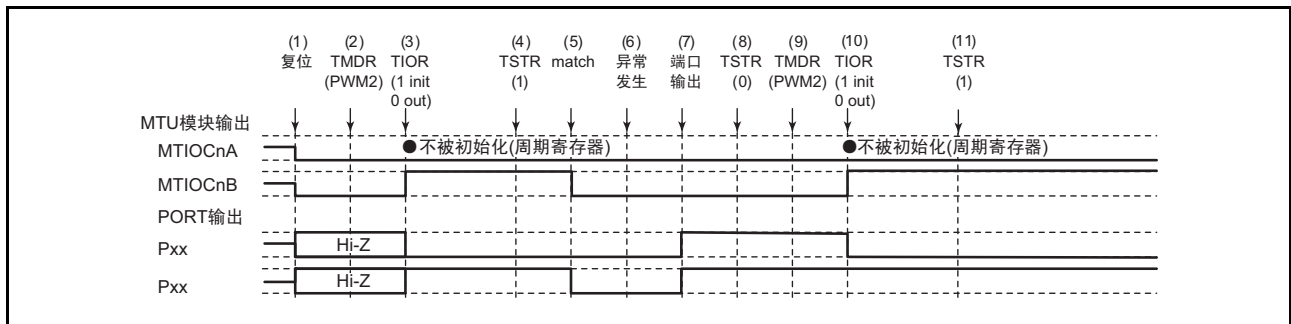 (1) (2) (3) (4) (5) (6) (7) (8) (9) (10) (11)
复位 TMDR TIOR TSTR match 异常 端口 TSTR TMDR TIOR TSTR
(PWM2) (1 init (1) 发生 输出 (0) (PWM2) (1 init (1)
0 out) 0 out)
MTU模块输出
MTIOCnA ●不被初始化(周期寄存器) ●不被初始化(周期寄存器)
MTIOCnB
PORT输出
Pxx Hi-Z
Pxx Hi-Z